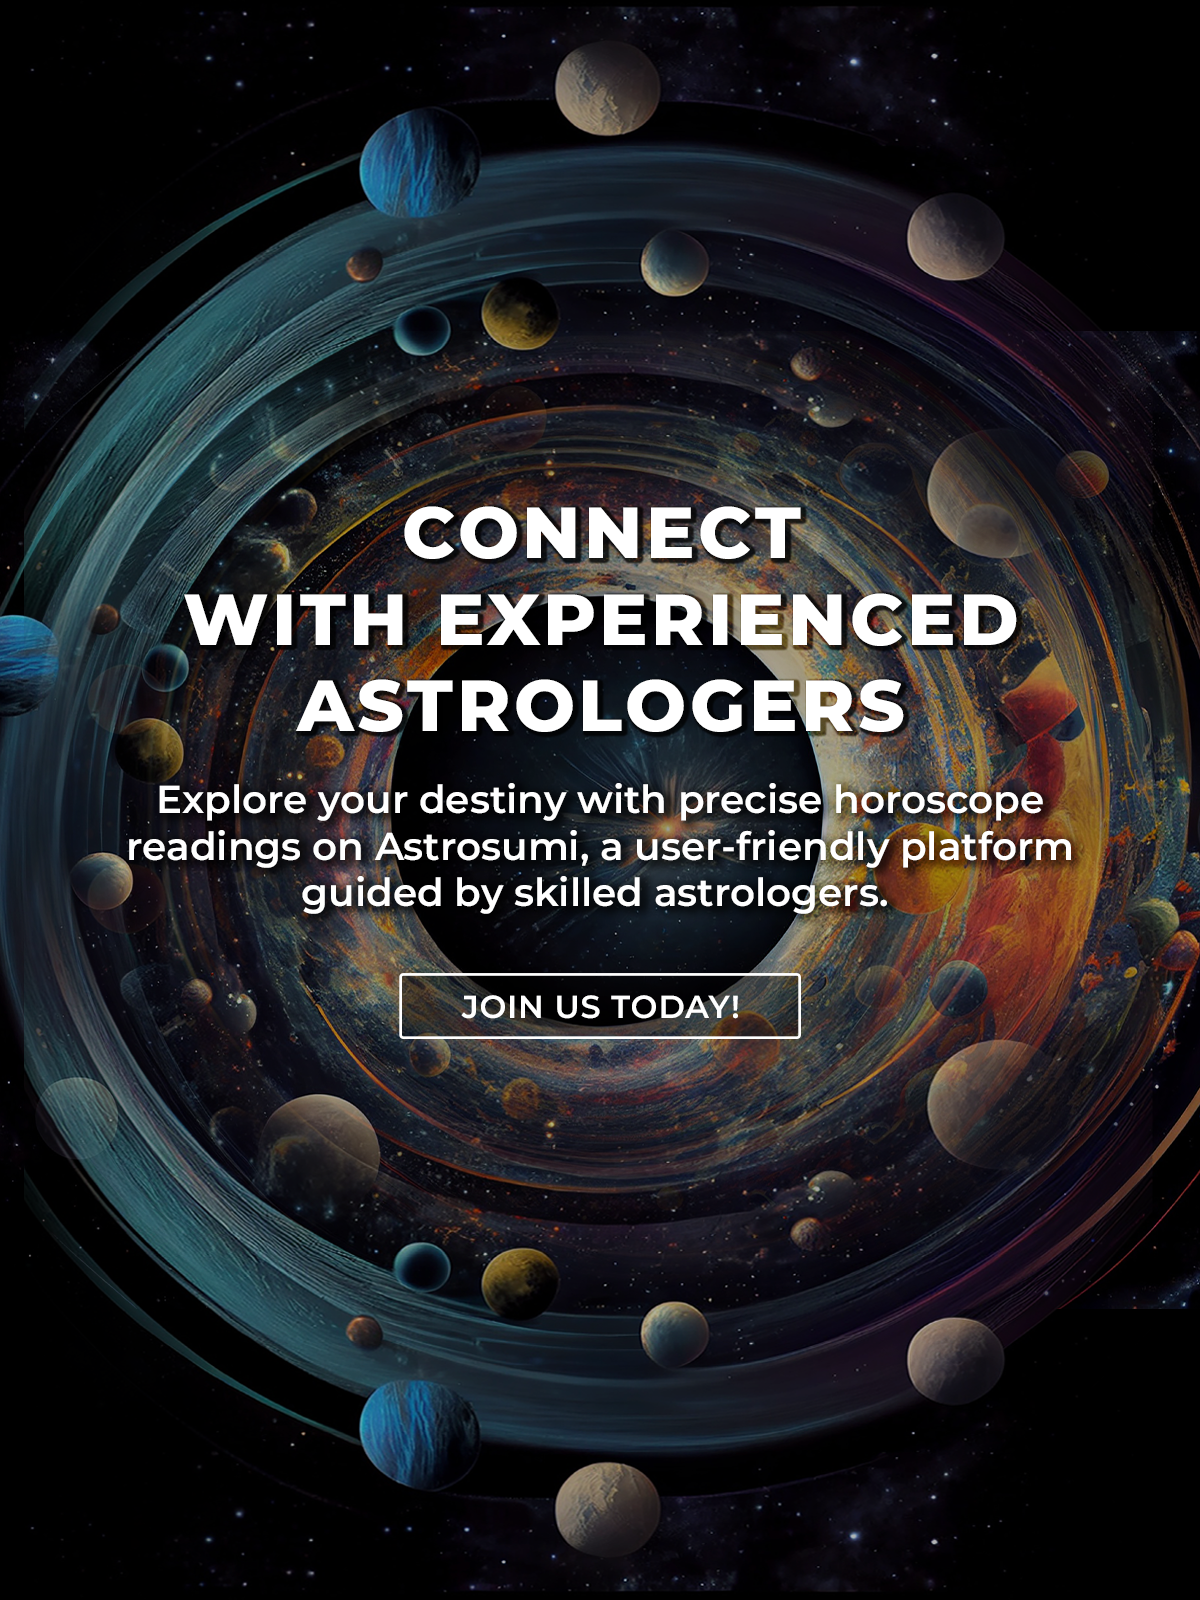 CONNECT
WITH EXPERIENCED
ASTROLOGERS
Explore your destiny with precise horoscope
readings on Astrosumi, a user-friendly platform
guided by skilled astrologers.
JOIN US TODAY!